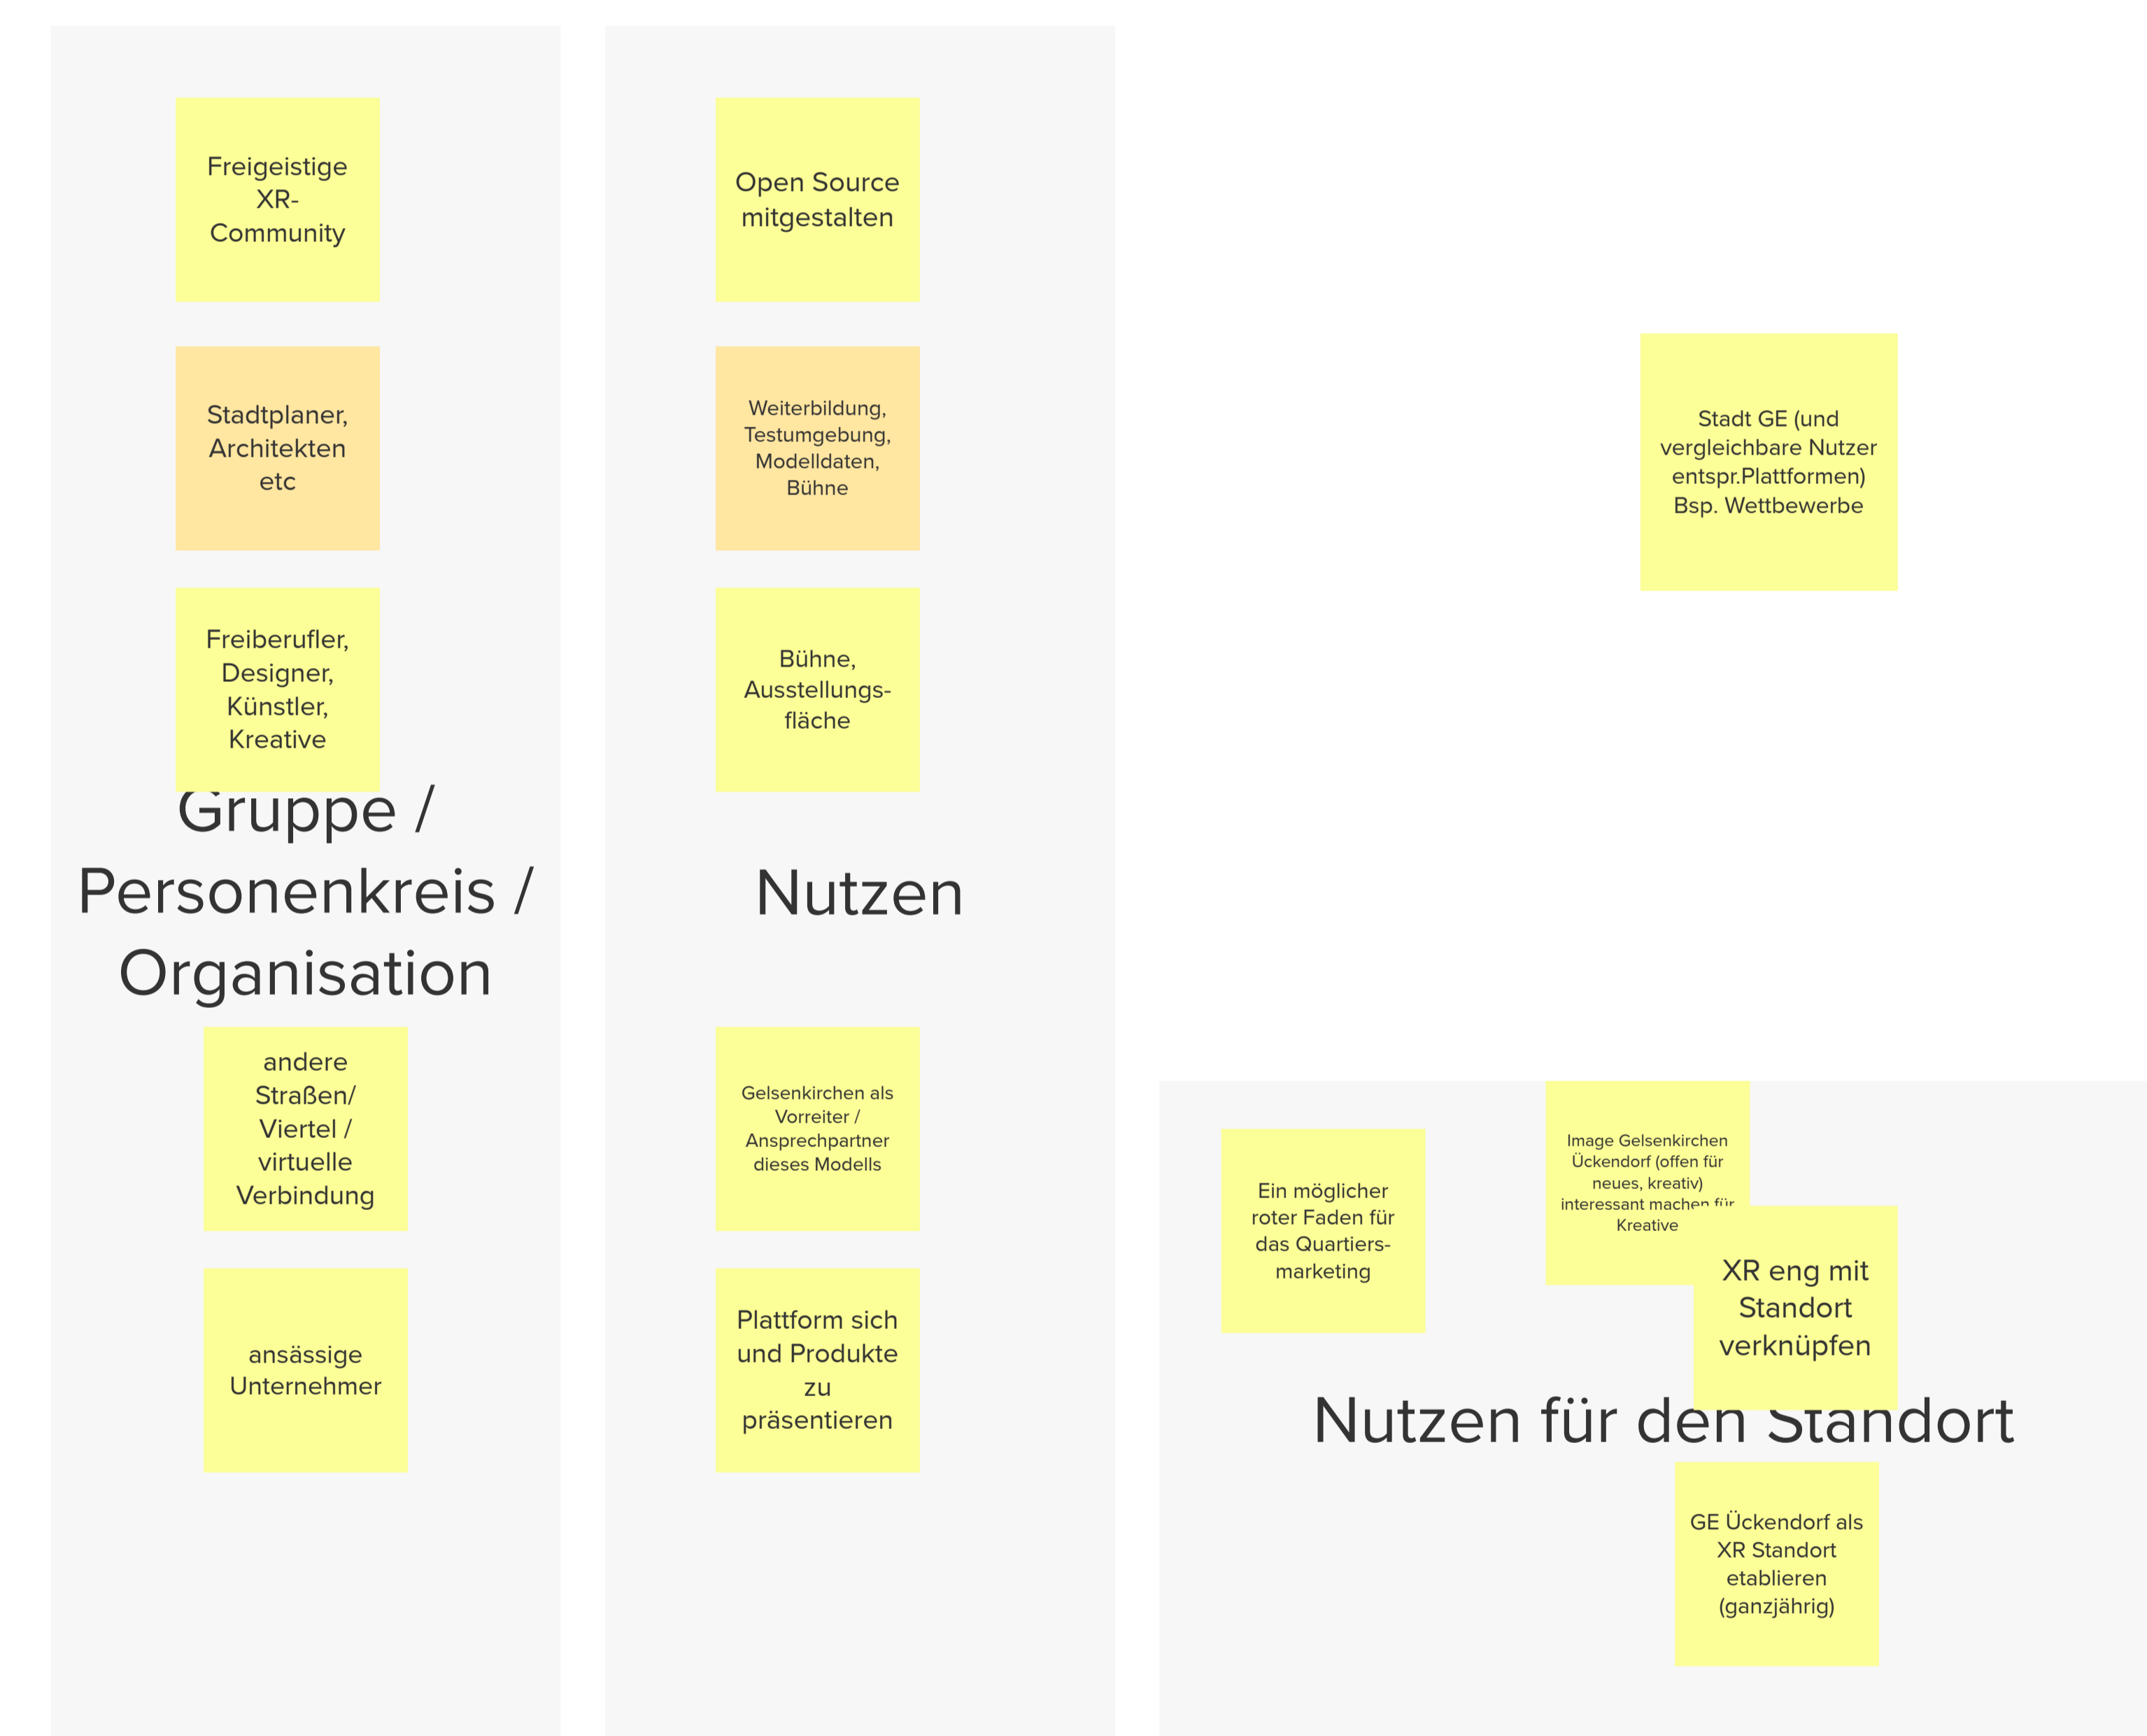 Freigeistige
XR-
Community
Stadtplaner,
Architekten
etc
Freiberufler,
Designer,
Künstler,
Kreative
Gruppe /
Personenkreis /
Organisation
andere
Straßen/
Viertel /
virtuelle
Verbindung
ansässige
Unternehmer
Open Source
mitgestalten
Weiterbildung,
Testumgebung,
Modelldaten,
Bühne
Bühne,
Ausstellungs-
fläche
Nutzen
Gelsenkirchen als
Vorreiter /
Ansprechpartner
dieses Modells
Plattform sich
und Produkte
zu
präsentieren
Stadt GE (und
vergleichbare Nutzer
entspr.Plattformen)
Bsp. Wettbewerbe
Ein möglicher
roter Faden für
das Quartiers-
marketing
Image Gelsenkirchen
Ückendorf (offen für
neues, kreativ)
interessant machen für
Kreative
XR eng mit
Standort
verknüpfen
Nutzen für den Standort
GE Ückendorf als
XR Standort
etablieren
(ganzjährig)